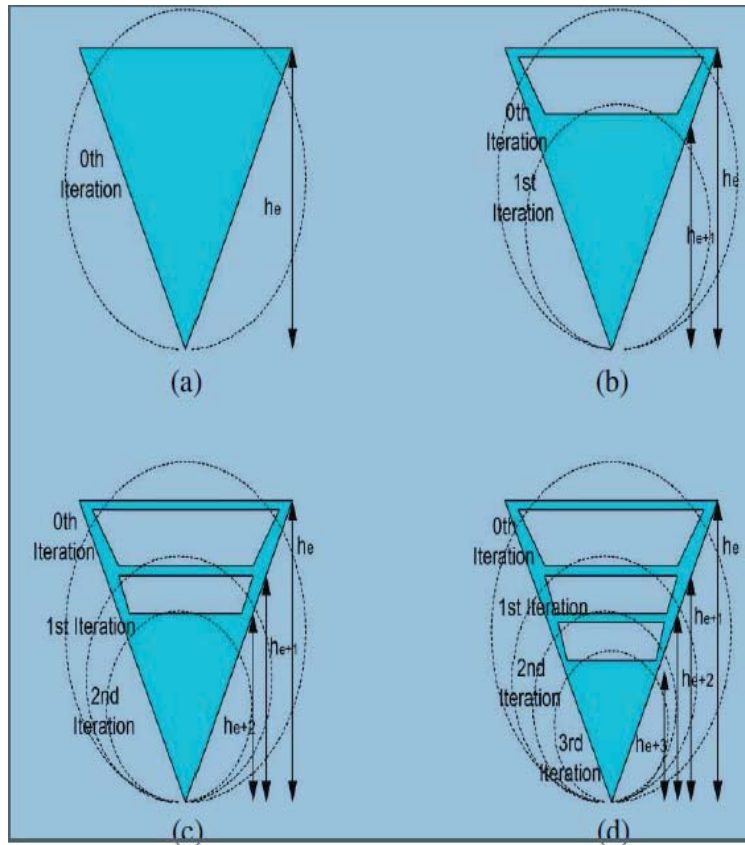 0th
Iteration
he
(a)
0th
Iteration
1st
Iteration
he
he+1
(b)
0th
Iteration
he
1st Iteration
he+1
2nd
Iteration
he+2
(c)
0th
Iteration
he
1st Iteration
he+1
2nd
Iteration
he+2
3rd
Iteration
he+3
(d)